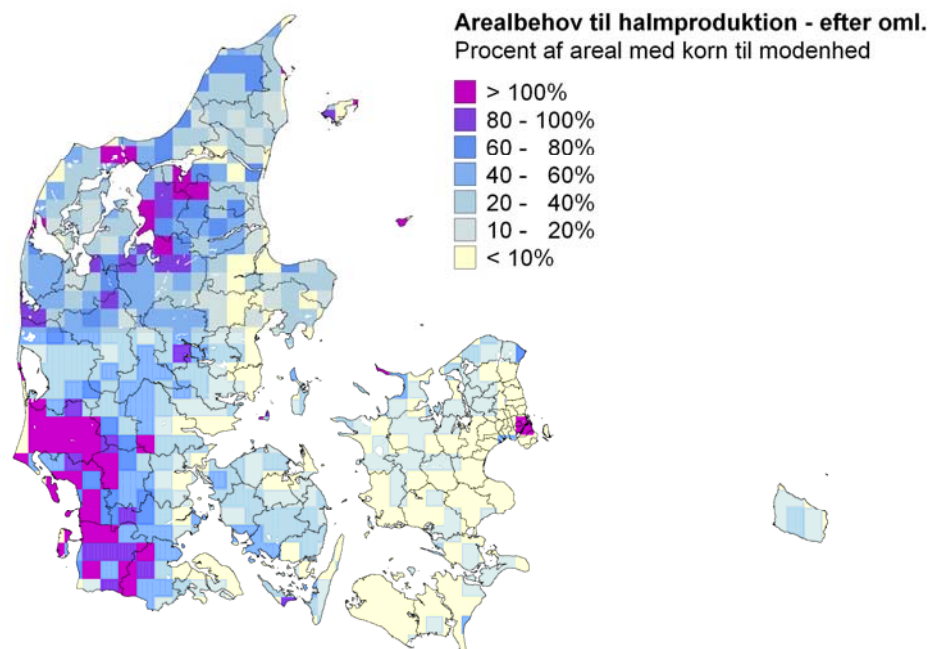 Arealbehov til halmproduktion - efter oml.
Procent af areal med korn til modenhed
> 100%
80 - 100%
60 - 80%
40 - 60%
20 - 40%
10 - 20%
< 10%